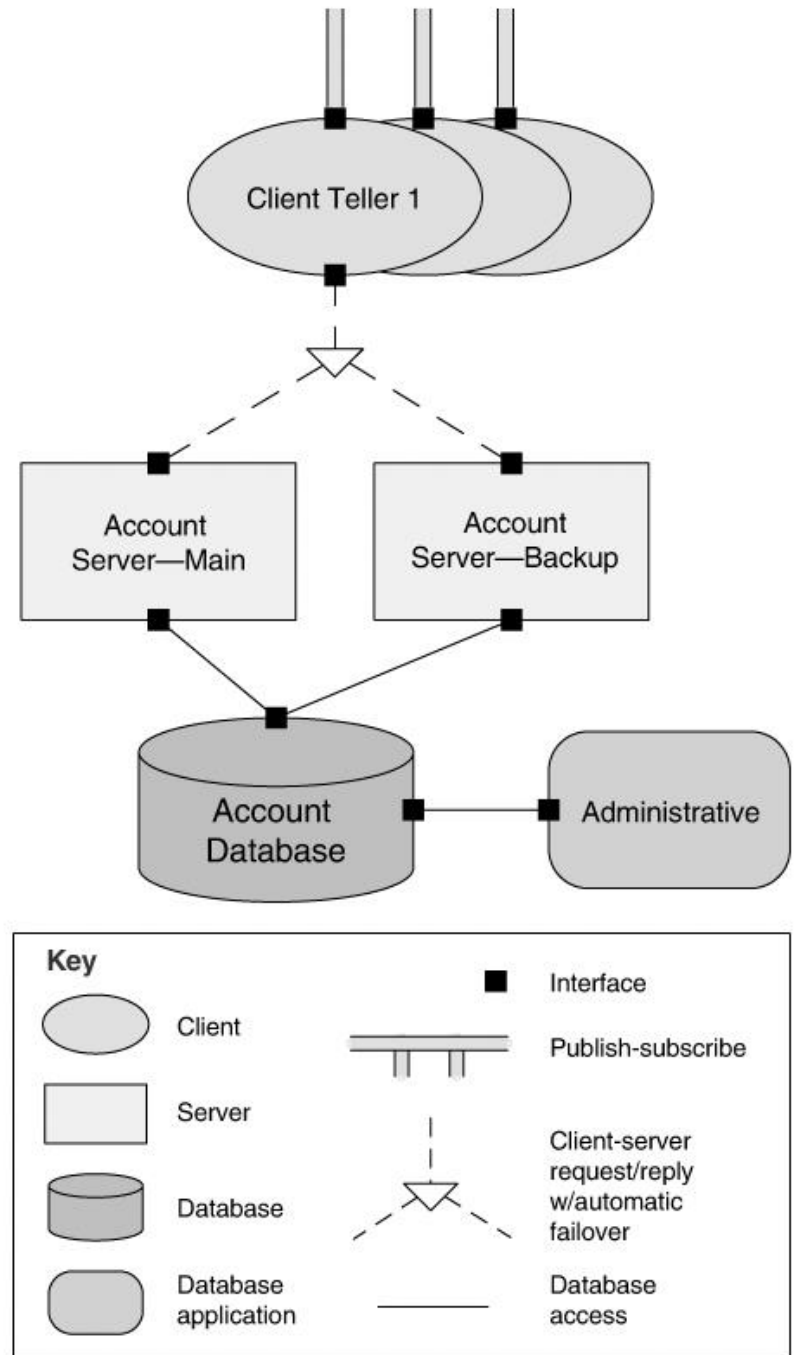 Client Teller 1
Account
Server—Main
Account
Server—Backup
Account
Database
Administrative
Key
Client
Server
Database
Database
application
Interface
Publish-subscribe
Client-server
request/reply
w/automatic
failover
Database
access